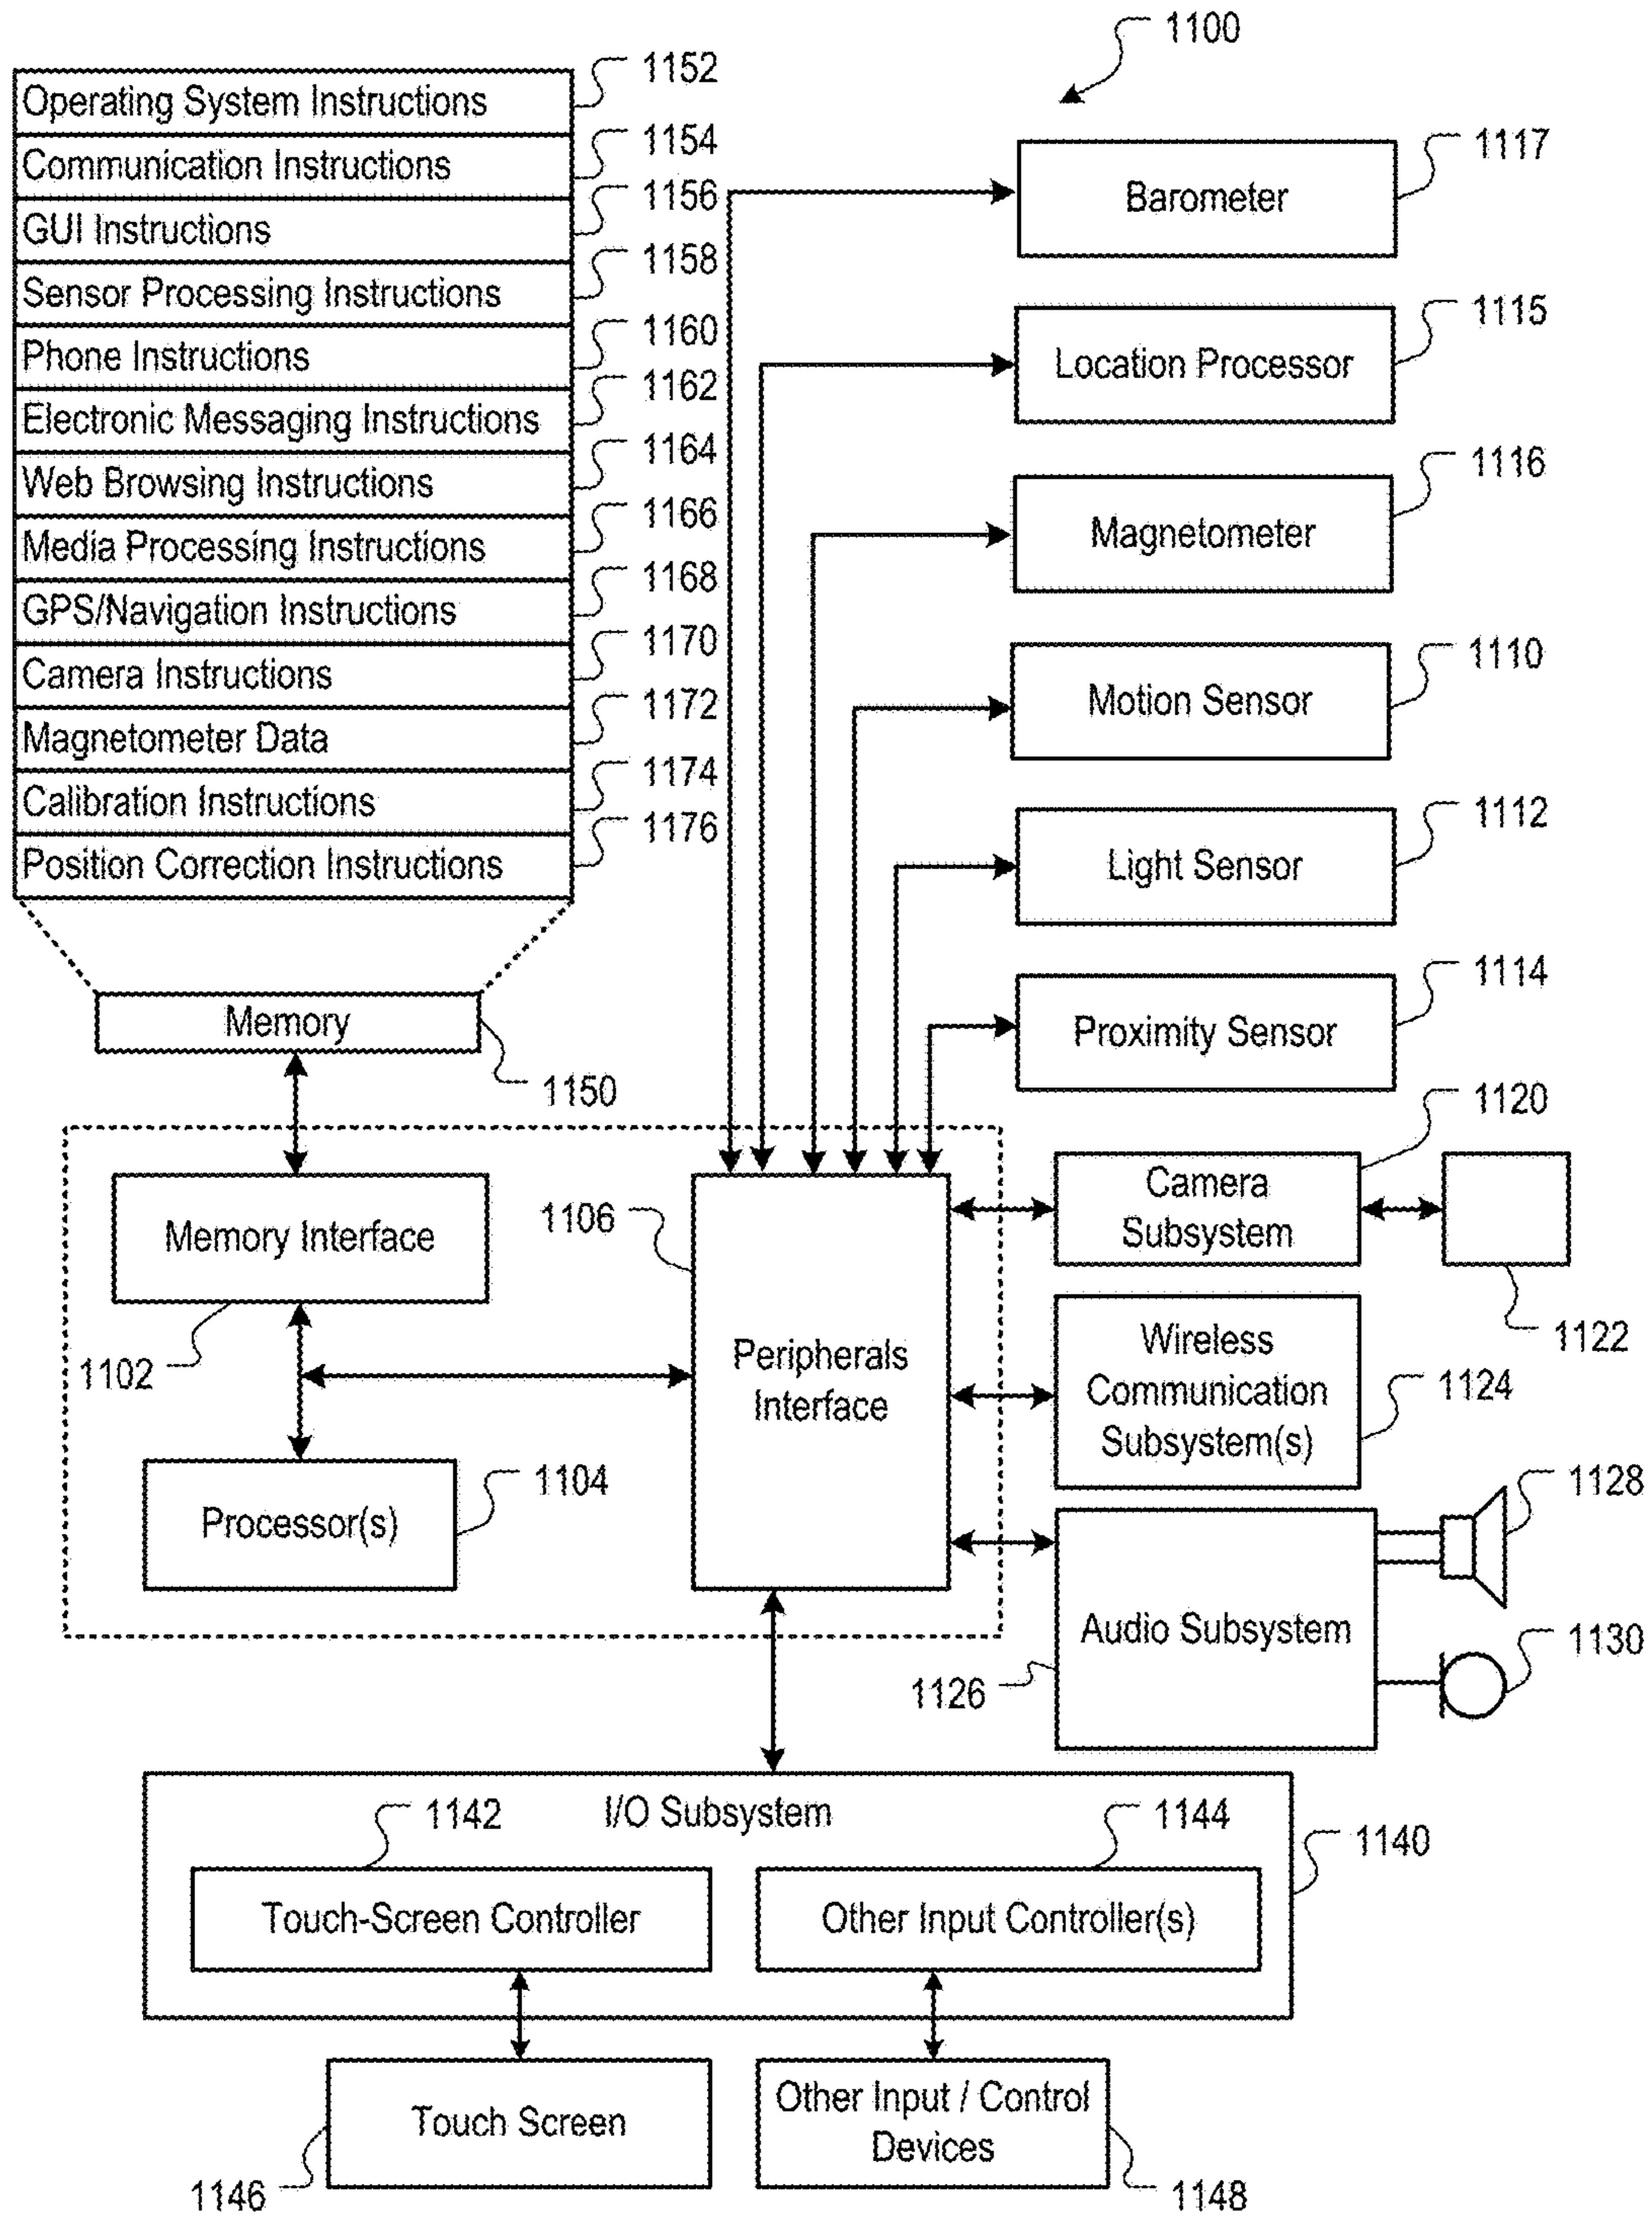 1100
Operating System Instructions
1152
Communication Instructions
1154
GUI Instructions
1156
Sensor Processing Instructions
1158
Phone Instructions
1160
Electronic Messaging Instructions
1162
Web Browsing Instructions
1164
Media Processing Instructions
1166
GPS/Navigation Instructions
1168
Camera Instructions
1170
Magnetometer Data
1172
Calibration Instructions
1174
Position Correction Instructions
1176
Memory
1150
Barometer
1117
Location Processor
1115
Magnetometer
1116
Motion Sensor
1110
Light Sensor
1112
Proximity Sensor
1114
Memory Interface
1102
Processor(s)
1104
1106
Peripherals
Interface
1120
Camera
Subsystem
1122
Wireless
Communication
Subsystem(s)
1124
Audio Subsystem
1126
1128
1130
I/O Subsystem
1140
1142
Touch-Screen Controller
1144
Other Input Controller(s)
Touch Screen
1146
Other Input / Control
Devices
1148